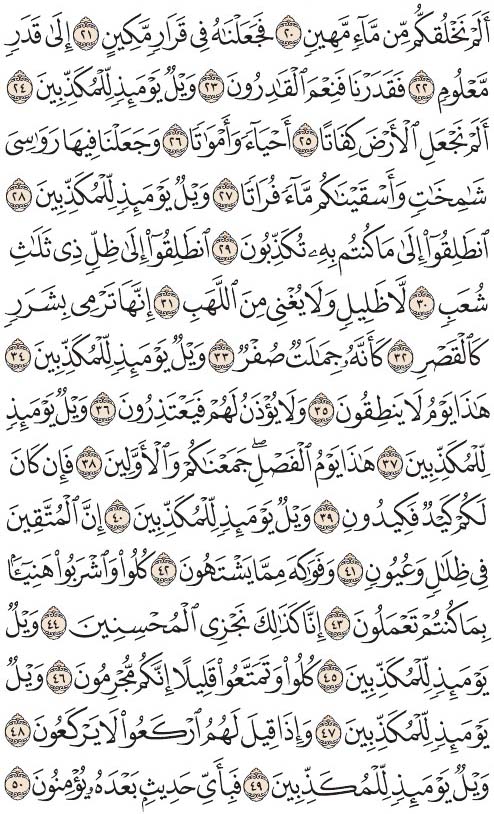 أَلَمْ نَخْلُقكُّم مِّن مَّآءٍ مَّهِينٍ ٢٠ فَجَعَلْنَٰهُ فِى قَرَارٍ مَّكِينٍ ٢١ إِلَىٰ قَدَرٍ
مَّعْلُومٍ ٢٢ فَقَدَرْنَا فَنِعْمَ ٱلْقَٰدِرُونَ ٢٣ وَيْلٌ يَوْمَئِذٍ لِّلْمُكَذِّبِينَ ٢٤
أَلَمْ نَجْعَلِ ٱلْأَرْضَ كِفَاتًا ٢٥ أَحْيَآءً وَأَمْوَٰتًا ٢٦ وَجَعَلْنَا فِيهَا رَوَٰسِىَ
شَٰمِخَٰتٍ وَأَسْقَيْنَٰكُم مَّآءً فُرَاتًا ٢٧ وَيْلٌ يَوْمَئِذٍ لِّلْمُكَذِّبِينَ ٢٨
ٱنطَلِقُوٓا۟ إِلَىٰ مَا كُنتُم بِهِۦ تُكَذِّبُونَ ٢٩ ٱنطَلِقُوٓا۟ إِلَىٰ ظِلٍّ ذِى ثَلَٰثِ
شُعَبٍ ٣٠ لَّا ظَلِيلٍ وَلَا يُغْنِى مِنَ ٱللَّهَبِ ٣١ إِنَّهَا تَرْمِى بِشَرَرٍ
كَٱلْقَصْرِ ٣٢ كَأَنَّهُۥ جِمَٰلَتٌ صُفْرٌ ٣٣ وَيْلٌ يَوْمَئِذٍ لِّلْمُكَذِّبِينَ ٣٤
هَٰذَا يَوْمُ لَا يَنطِقُونَ ٣٥ وَلَا يُؤْذَنُ لَهُمْ فَيَعْتَذِرُونَ ٣٦ وَيْلٌ يَوْمَئِذٍ
لِّلْمُكَذِّبِينَ ٣٧ هَٰذَا يَوْمُ ٱلْفَصْلِ ۖ جَمَعْنَٰكُمْ وَٱلْأَوَّلِينَ ٣٨ فَإِن كَانَ
لَكُمْ كَيْدٌ فَكِيدُونِ ٣٩ وَيْلٌ يَوْمَئِذٍ لِّلْمُكَذِّبِينَ ٤٠ إِنَّ ٱلْمُتَّقِينَ
فِى ظِلَٰلٍ وَعُيُونٍ ٤١ وَفَوَٰكِهَ مِمَّا يَشْتَهُونَ ٤٢ كُلُوا۟ وَٱشْرَبُوا۟ هَنِيٓـًٔۢا
بِمَا كُنتُمْ تَعْمَلُونَ ٤٣ إِنَّا كَذَٰلِكَ نَجْزِى ٱلْمُحْسِنِينَ ٤٤ وَيْلٌ
يَوْمَئِذٍ لِّلْمُكَذِّبِينَ ٤٥ كُلُوا۟ وَتَمَتَّعُوا۟ قَلِيلًا إِنَّكُم مُّجْرِمُونَ ٤٦ وَيْلٌ
يَوْمَئِذٍ لِّلْمُكَذِّبِينَ ٤٧ وَإِذَا قِيلَ لَهُمُ ٱرْكَعُوا۟ لَا يَرْكَعُونَ ٤٨
وَيْلٌ يَوْمَئِذٍ لِّلْمُكَذِّبِينَ ٤٩ فَبِأَىِّ حَدِيثٍۭ بَعْدَهُۥ يُؤْمِنُونَ ٥٠